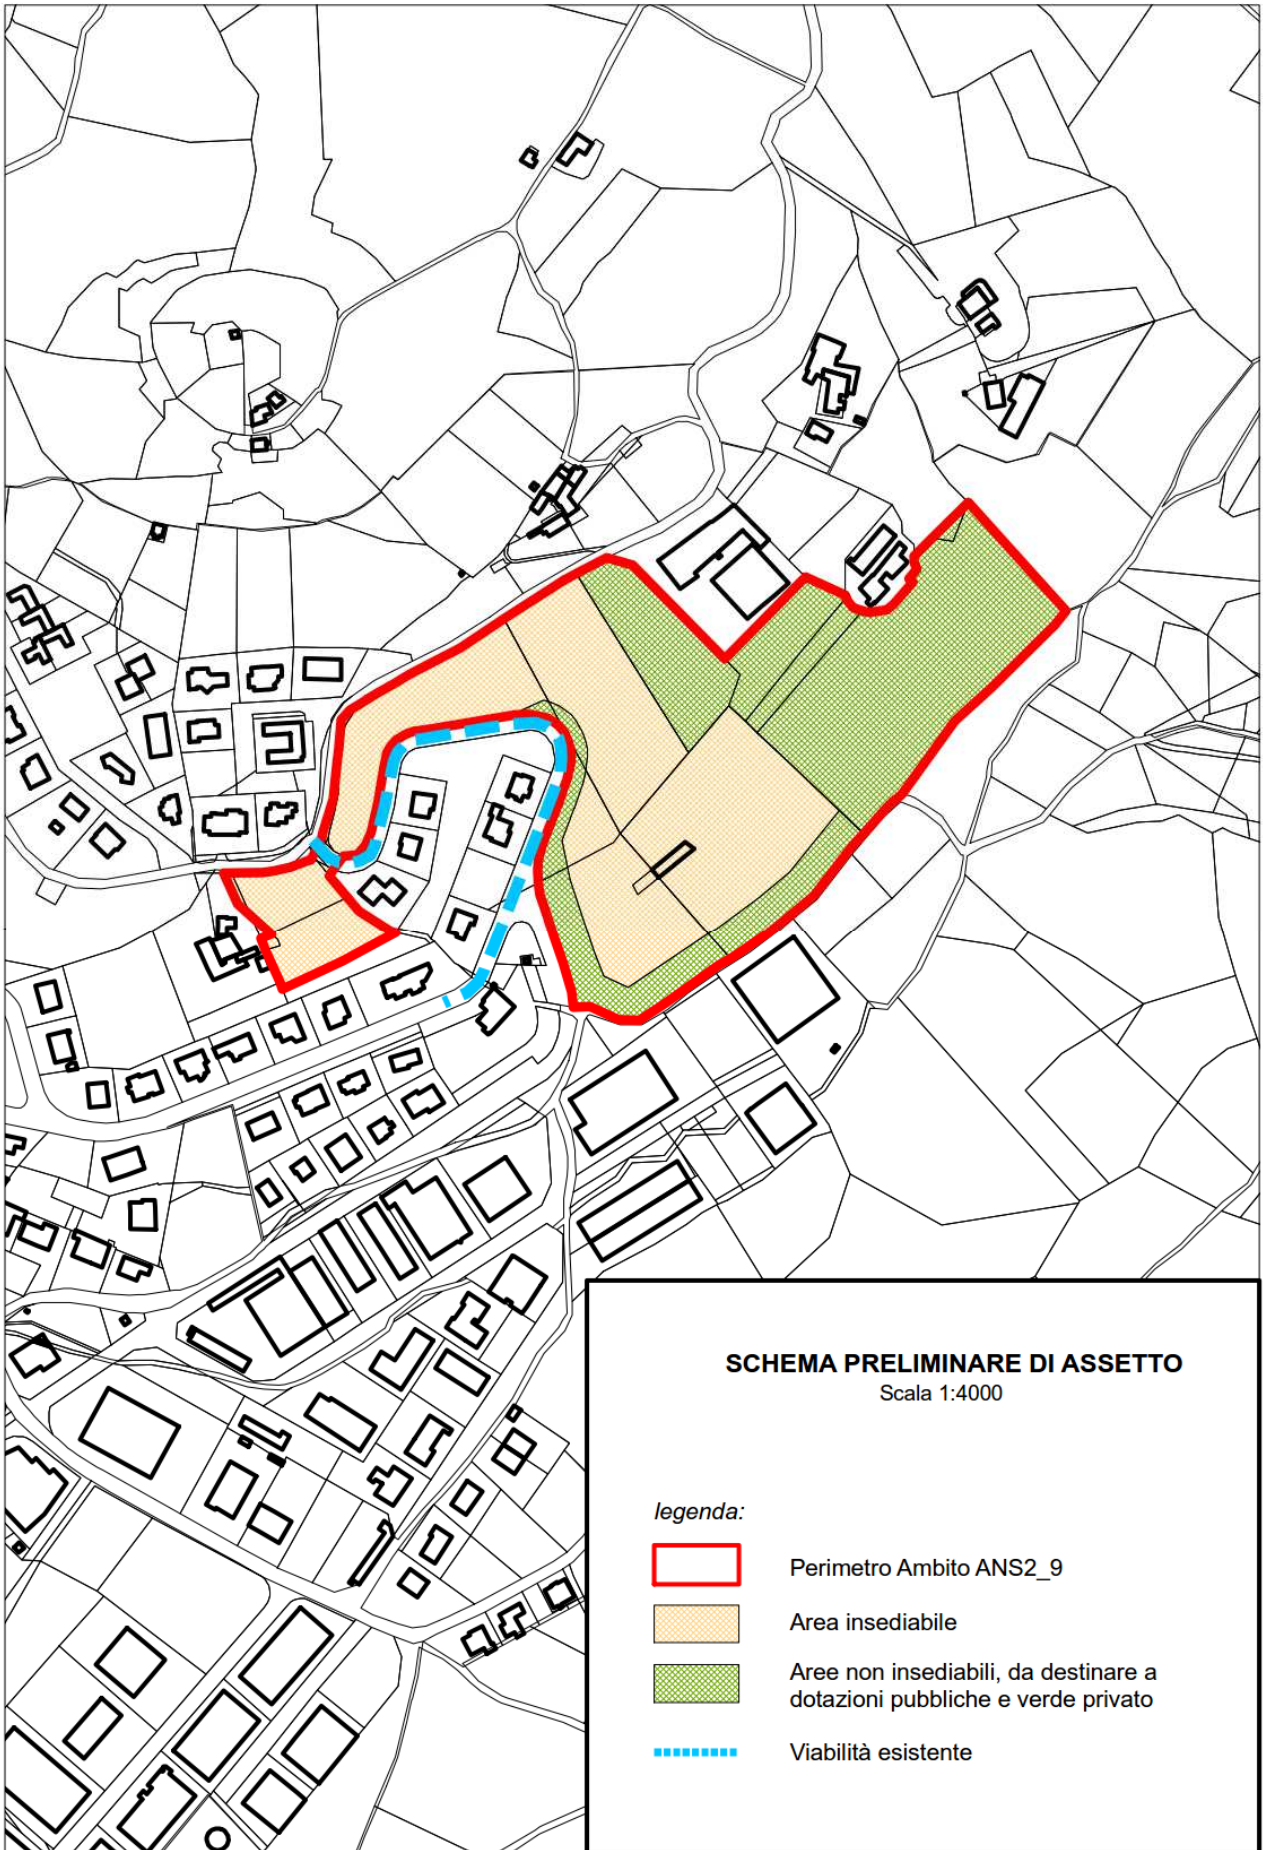 SCHEMA PRELIMINARE DI ASSETTO
Scala 1:4000
legenda:
Perimetro Ambito ANS2_9
Area insediabile
Aree non insediabili, da destinare a
dotazioni pubbliche e verde privato
Viabilità esistente